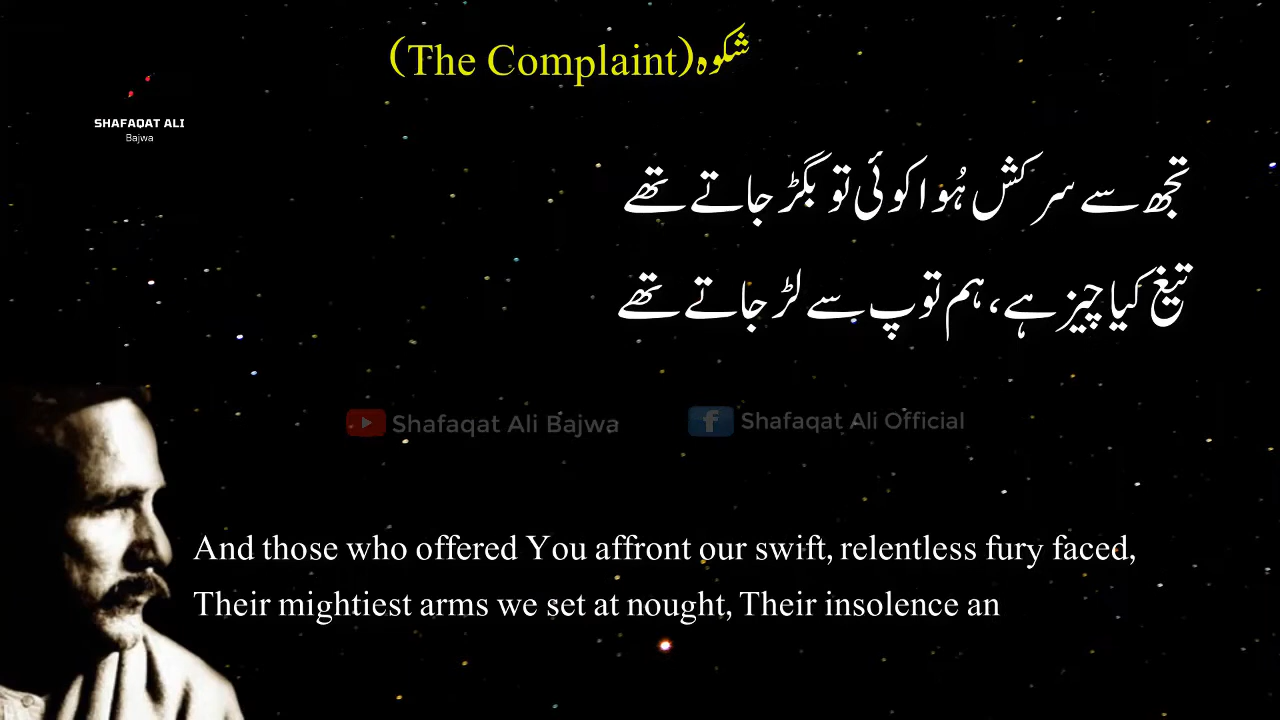 شکوہ(The Complaint)
SHAFAQAT ALI
Bajwa
تجھ سے سرکش ہُوا کوئی تو بگڑ جاتے تھے
تیغ کیا چیز ہے، ہم توپ سے لڑ جاتے تھے
Shafaqat Ali Bajwa
Shafaqat Ali Official
And those who offered You affront our swift, relentless fury faced,
Their mightiest arms we set at nought, Their insolence an